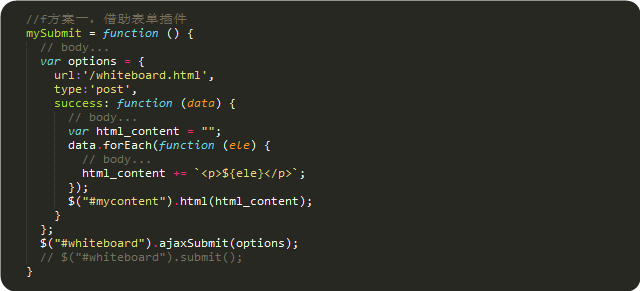 //f方案一. 借助表单插件
mySubmit = function () {
// body...
var options = {
url:'/whiteboard.html',
type:'post',
success: function (data) {
// body...
var html_content = "";
data.forEach(function (ele) {
// body...
html_content += `<p>${ele}</p>`;
});
$("#mycontent").html(html_content);
}
};
$("#whiteboard").ajaxSubmit(options);
// $("#whiteboard").submit();
}